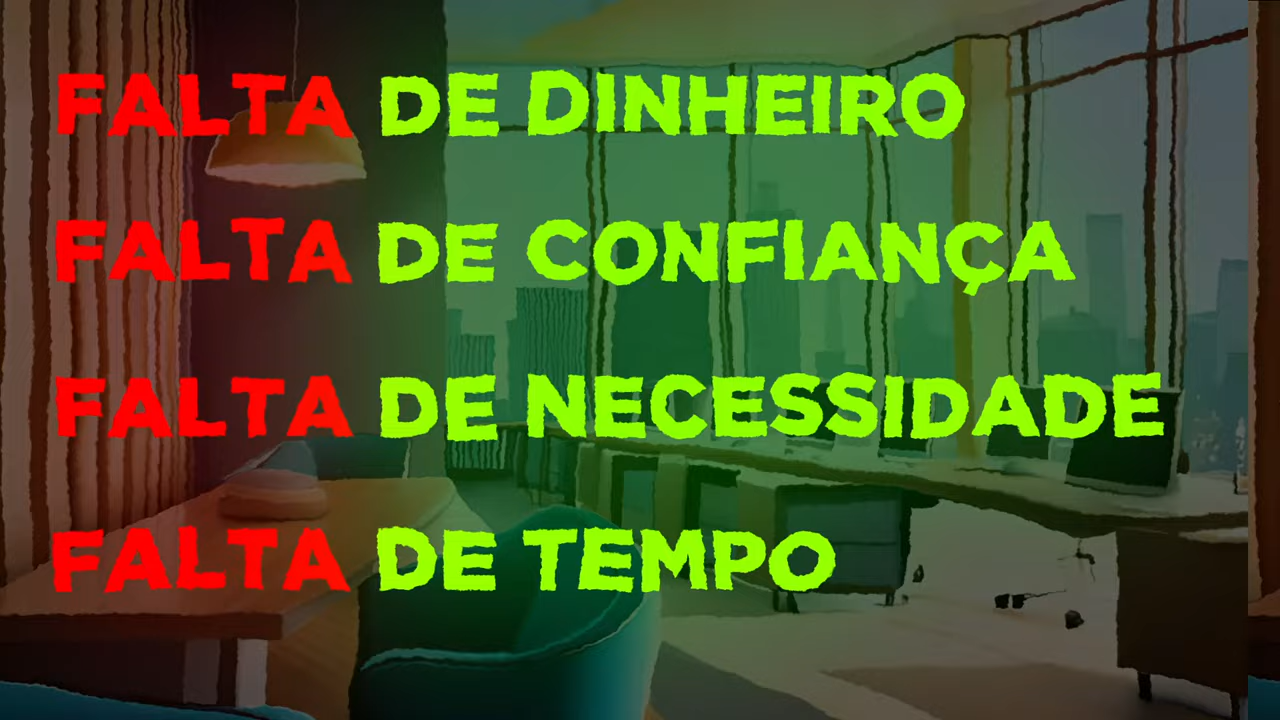 FALTA DE DINHEIRO
FALTA DE CONFIANÇA
FALTA DE NECESSIDADE
FALTA DE TEMPO